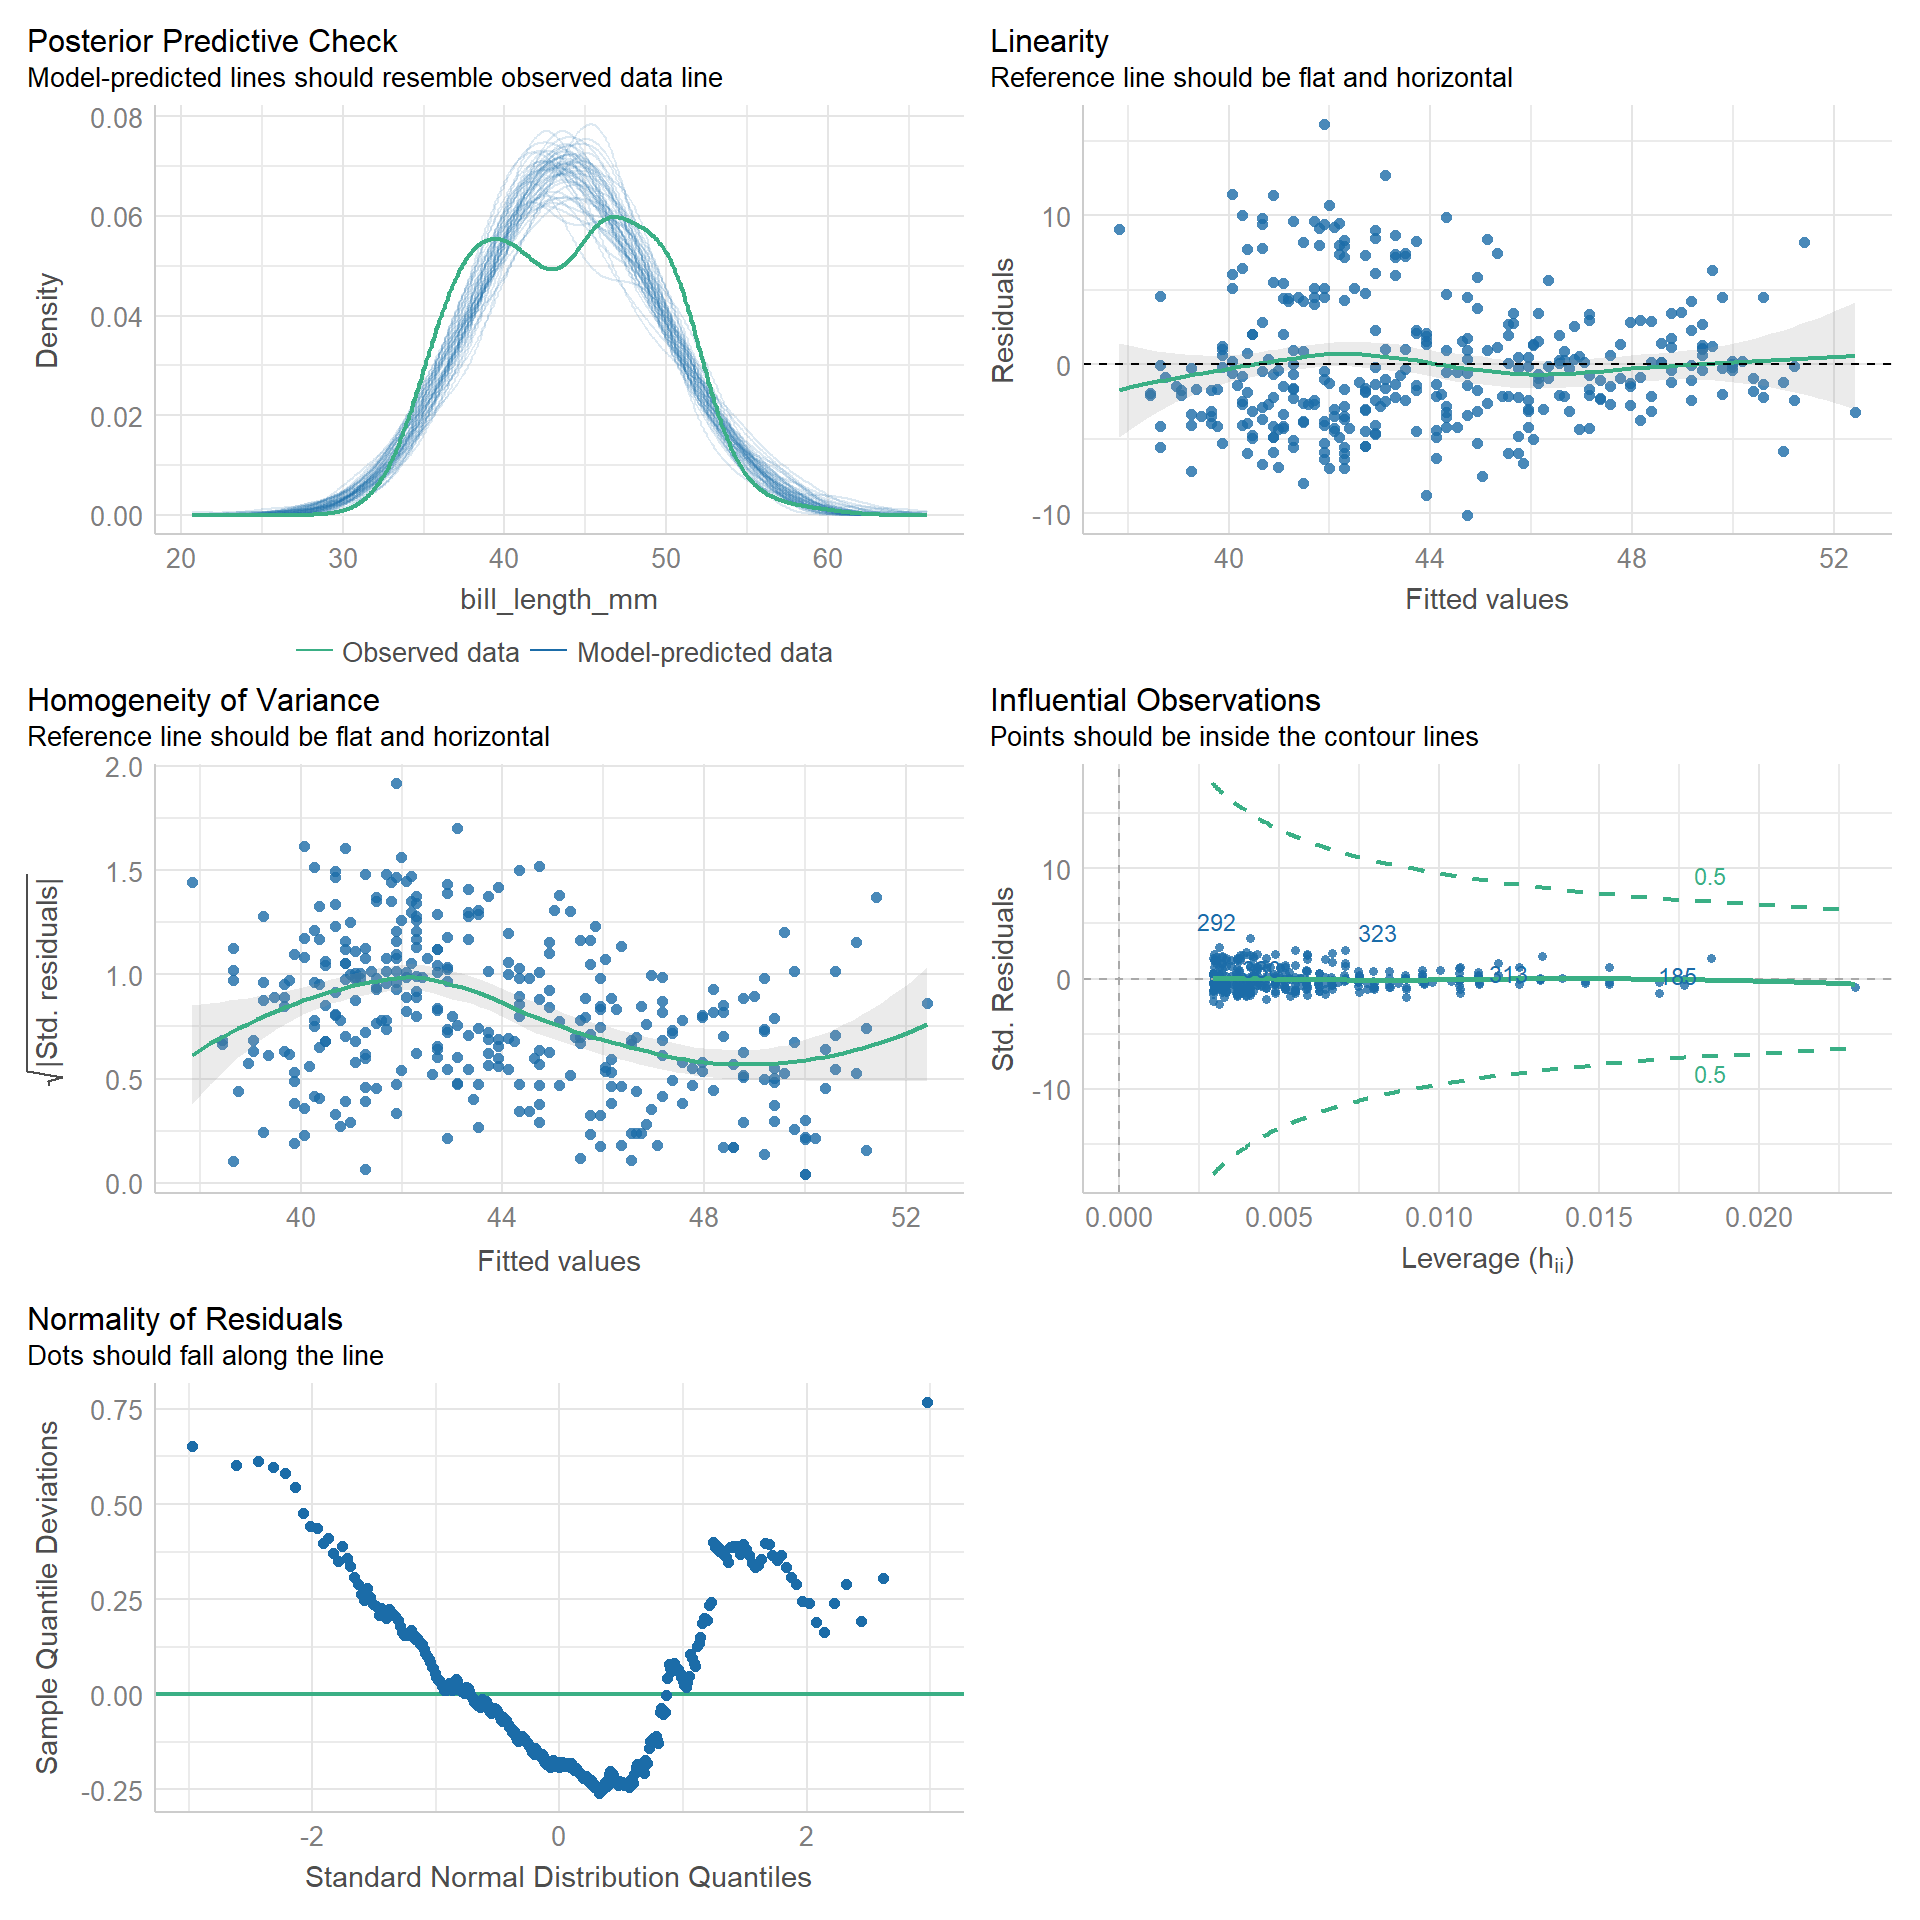 Posterior Predictive Check
Model-predicted lines should resemble observed data line
0.08
0.06
0.04
0.02
0.00
Density
20 30 40 50 60
bill_length_mm
Observed data Model-predicted data
Linearity
Reference line should be flat and horizontal
10
0
-10
Residuals
40 44 48 52
Fitted values
Homogeneity of Variance
Reference line should be flat and horizontal
2.0
1.5
1.0
0.5
0.0
√|Std. residuals|
40 44 48 52
Fitted values
Influential Observations
Points should be inside the contour lines
10
0
-10
Std. Residuals
0.5
292
323
313
185
0.5
0.000 0.005 0.010 0.015 0.020
Leverage (hii)
Normality of Residuals
Dots should fall along the line
0.75
0.50
0.25
0.00
-0.25
Sample Quantile Deviations
-2 0 2
Standard Normal Distribution Quantiles